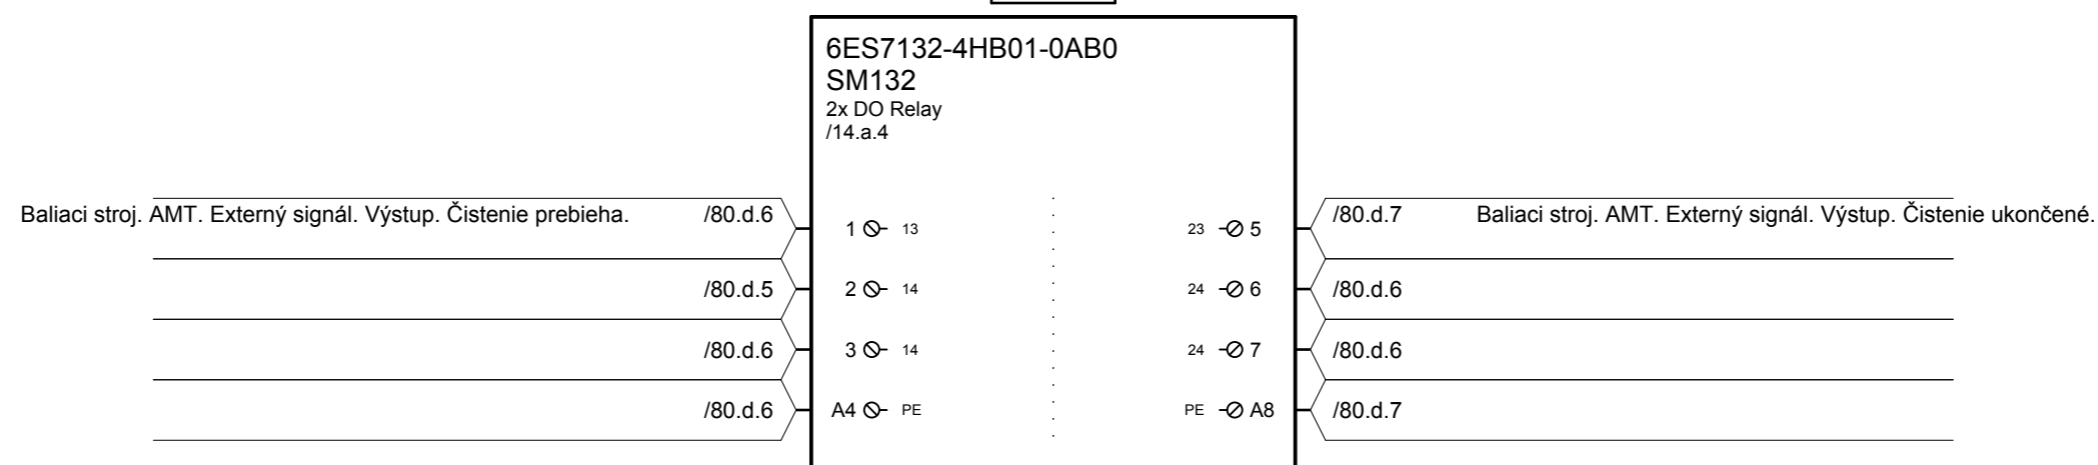 6ES7132-4HB01-0AB0
SM132
2x DO Relay
/14.a.4
Baliaci stroj. AMT. Externý signál. Výstup. Čistenie prebieha. /80.d.6 1 13 23 5 /80.d.7 Baliaci stroj. AMT. Externý signál. Výstup. Čistenie ukončené.
/80.d.5 2 14 24 6 /80.d.6
/80.d.6 3 14 24 7 /80.d.6
/80.d.6 A4 PE PE A8 /80.d.7